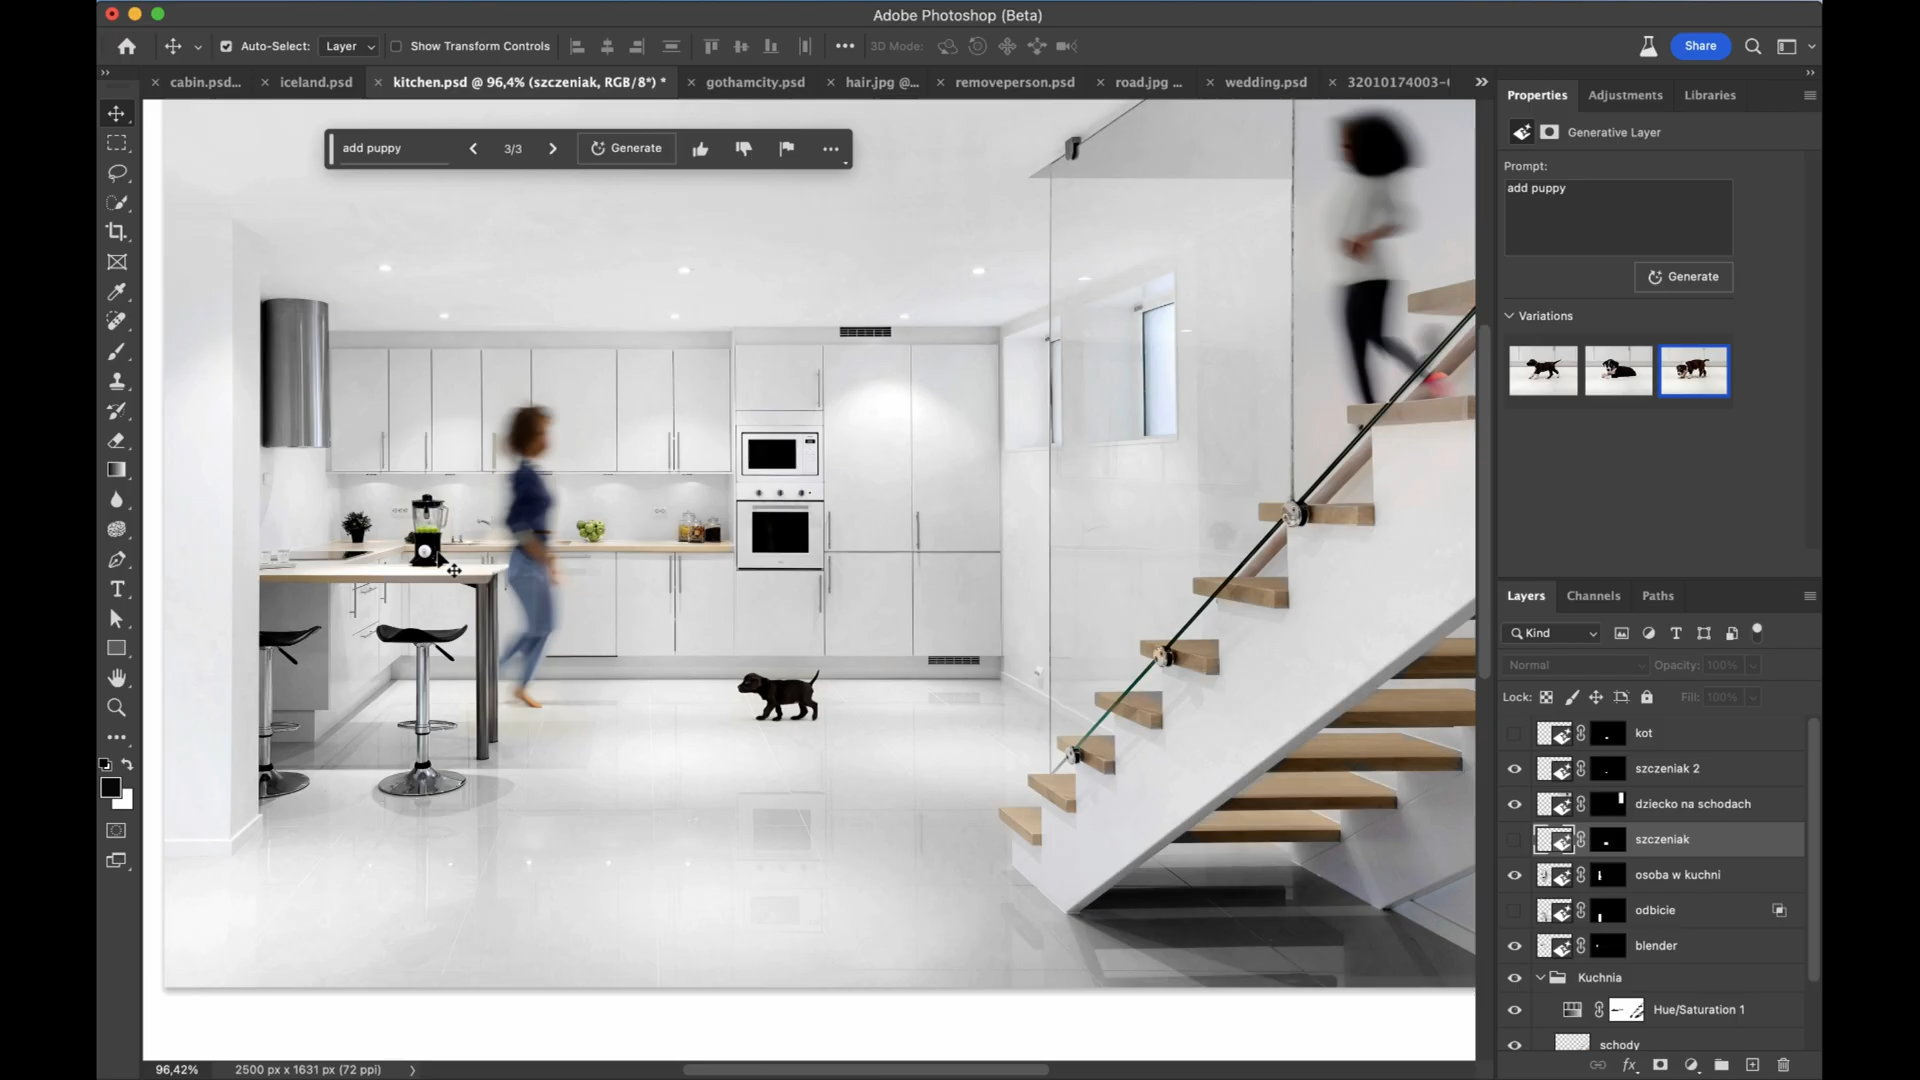 Adobe Photoshop (Beta)
Auto-Select: Layer Show Transform Controls 3D Mode: Share
cabin.psd... iceland.psd kitchen.psd @ 96,4% (szczeniak, RGB/8*) * gothamcity.psd hair.jpg @... removeperson.psd road.jpg ... wedding.psd 32010174003-
Properties Adjustments Libraries
Generative Layer
add puppy 3/3 Generate
Prompt:
add puppy
Generate
Variations
Layers Channels Paths
Kind
Normal Opacity: 100%
Lock: Fill: 100%
kot
szczeniak 2
dziecko na schodach
szczeniak
osoba w kuchni
odbicie
blender
Kuchnia
Hue/Saturation 1
schody
96,42% 2500 px x 1631 px (72 ppi)
fx